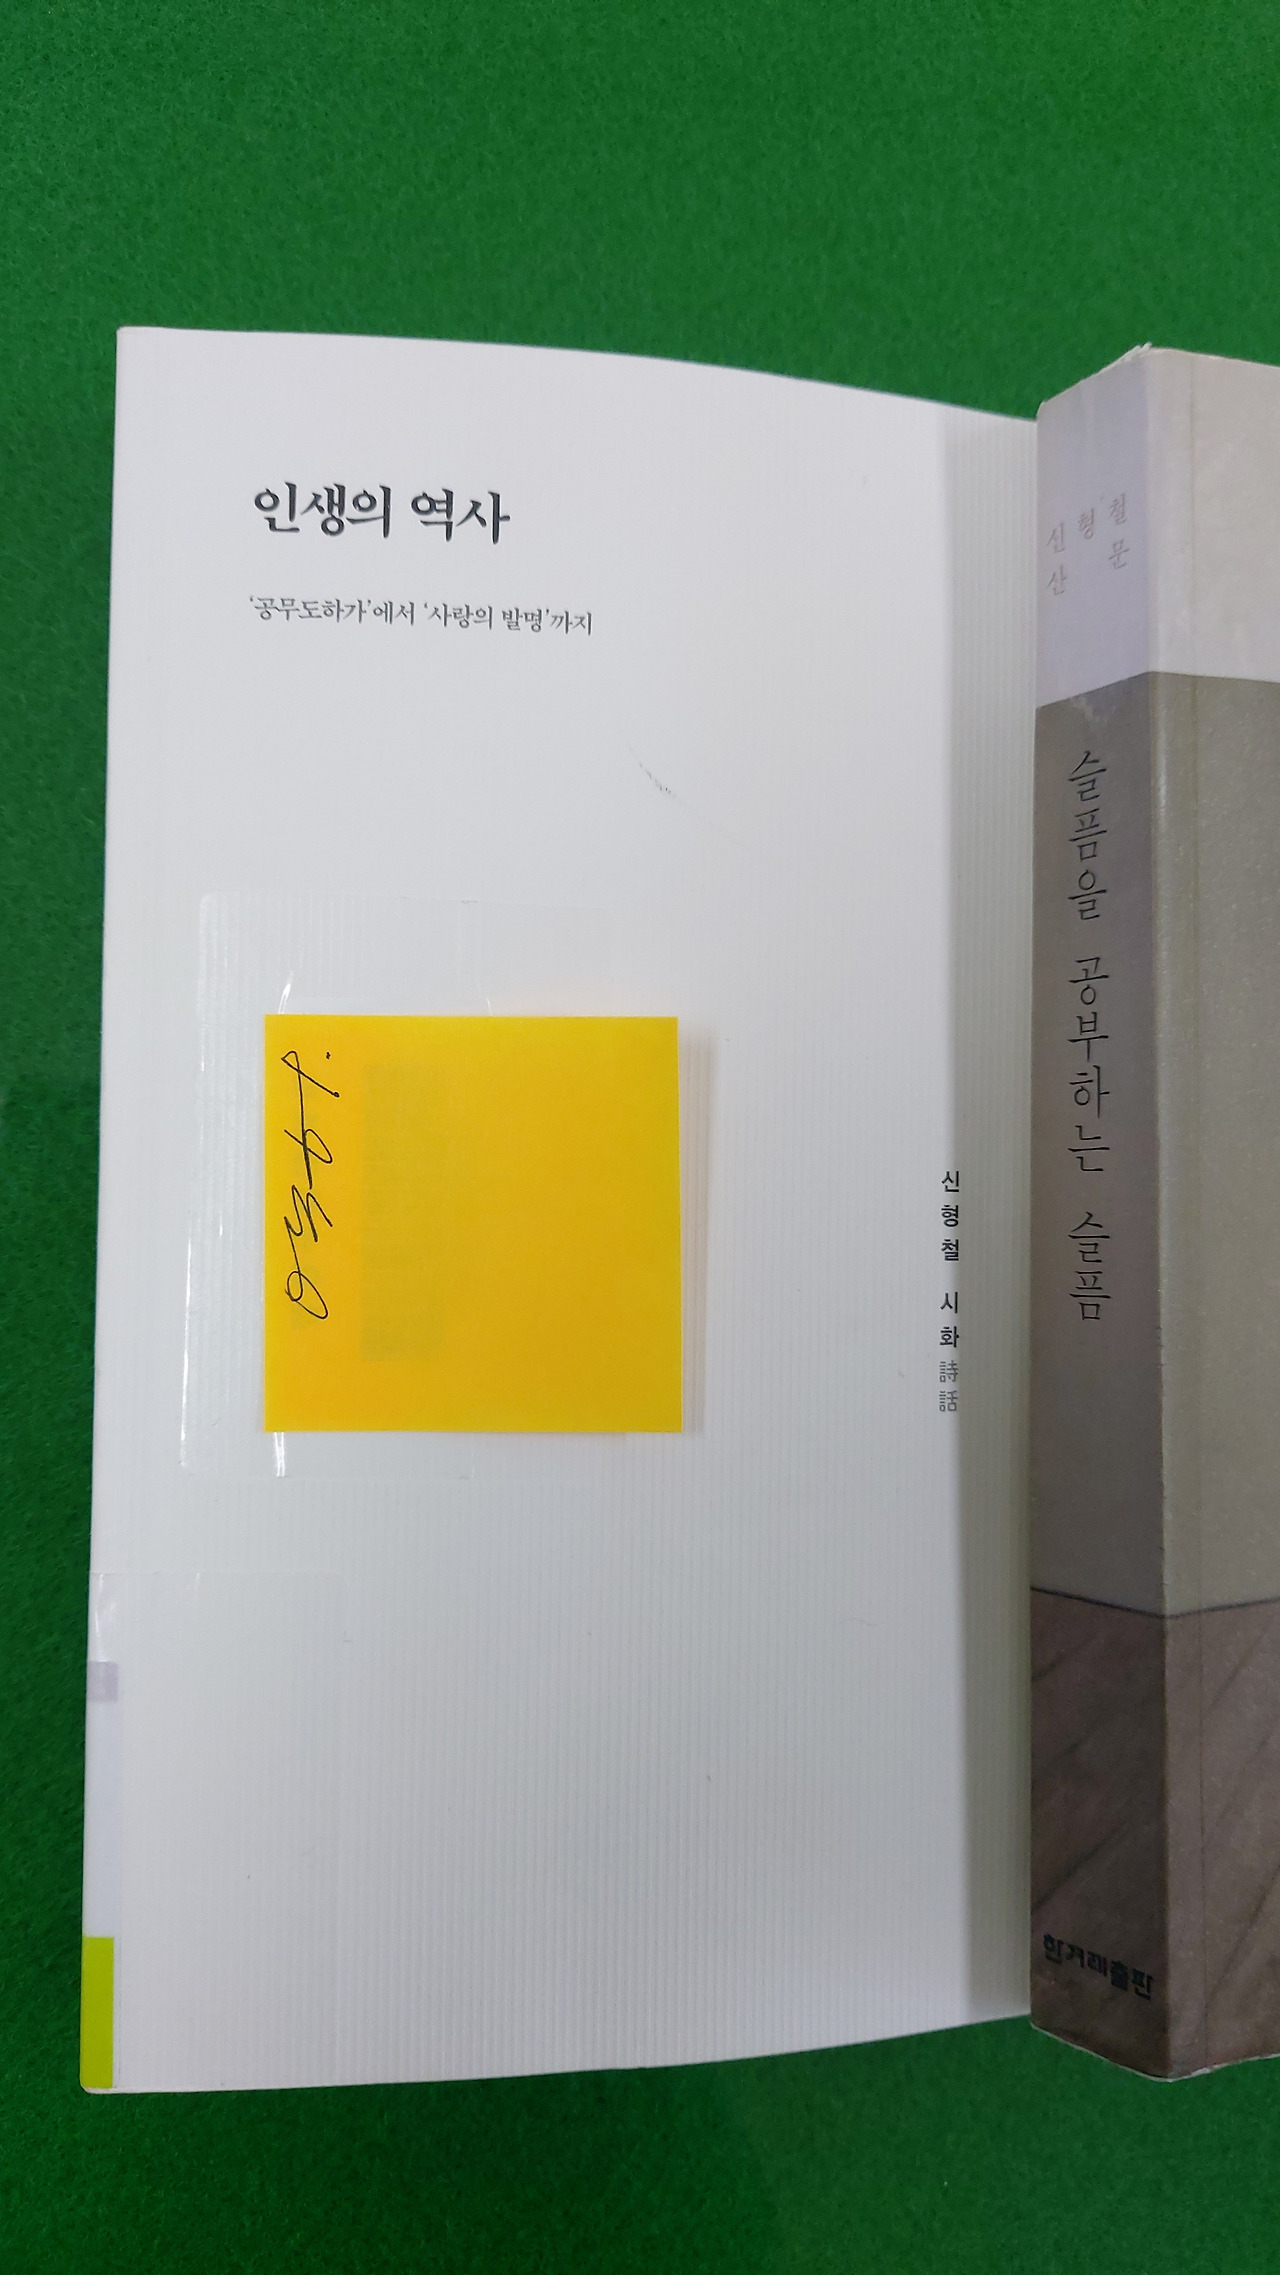 인생의 역사
‘공무도하가’에서 ‘사랑의 발명’까지
신형철 시화 詩話
신형철
산문
슬픔을 공부하는 슬픔
한겨레출판